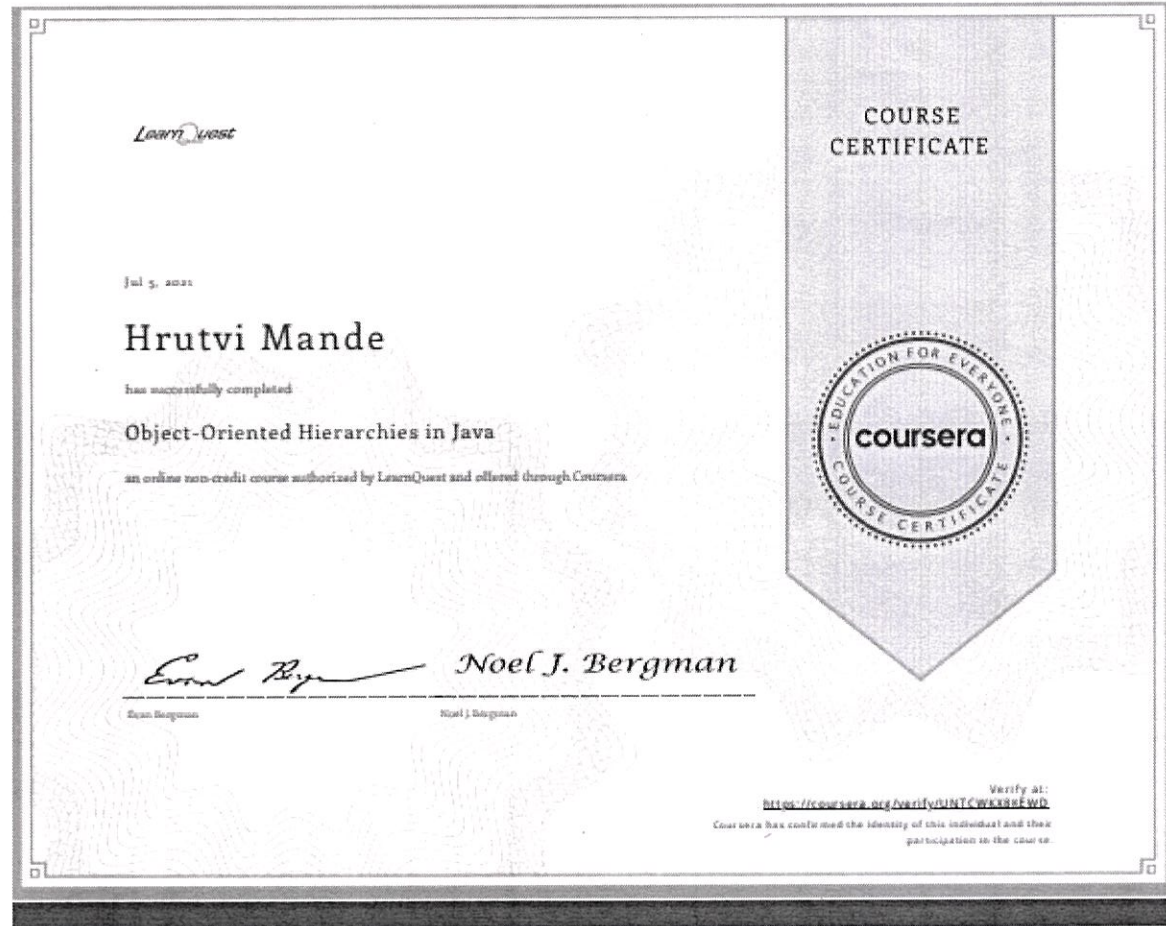 LearnQuest
COURSE
CERTIFICATE
Jul 5, 2021
Hrutvi Mande
has successfully completed
Object-Oriented Hierarchies in Java
an online non-credit course authorized by LearnQuest and offered through Coursera
EDUCATION FOR EVERYONE
coursera
COURSE CERTIFICATE
Noel J. Bergman
Evan Bergman
Noel J. Bergman
Verify at:
https://coursera.org/verify/
Coursera has confirmed the identity of this individual and their
participation in the course.